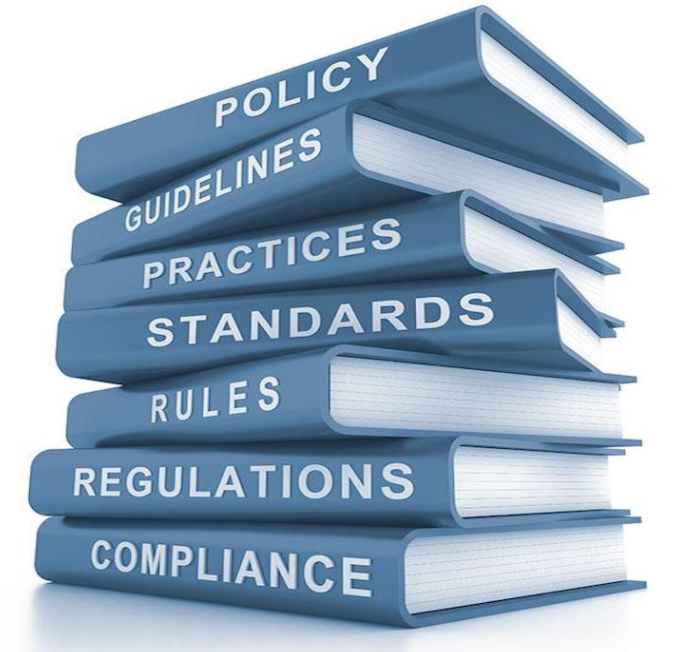 POLICY
GUIDELINES
PRACTICES
STANDARDS
RULES
REGULATIONS
COMPLIANCE